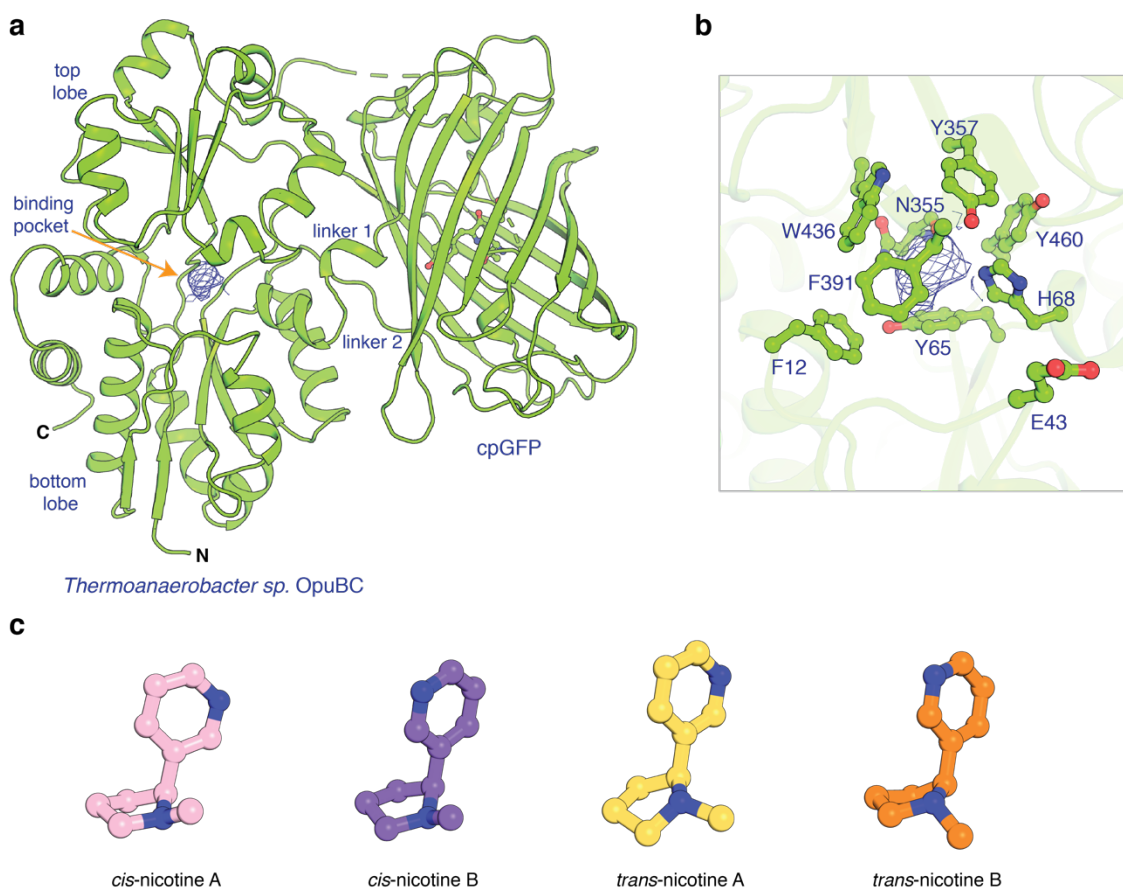 a
top
lobe
binding
pocket
linker 1
linker 2
C
bottom
lobe
N
cpGFP
Thermoanaerobacter sp. OpuBC
b
Y357
N355
W436
Y460
F391
H68
Y65
F12
E43
c
cis-nicotine A
cis-nicotine B
trans-nicotine A
trans-nicotine B